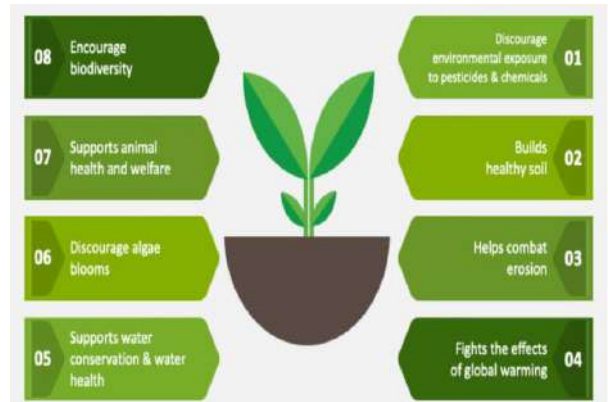 08
Encourage
biodiversity
Discourage
environmental exposure
to pesticides & chemicals
01
07
Supports animal
health and welfare
Builds
healthy soil
02
06
Discourage algae
blooms
Helps combat
erosion
03
05
Supports water
conservation & water
health
Fights the effects
of global warming
04